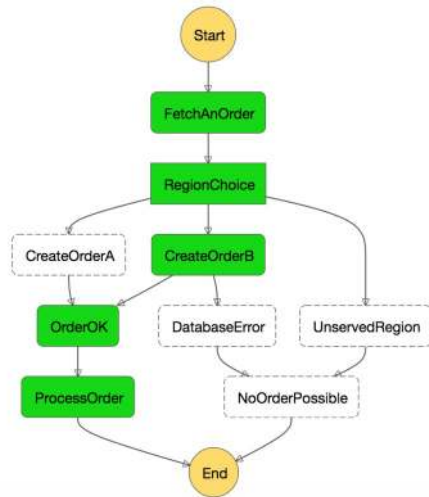 Start
FetchAnOrder
RegionChoice
CreateOrderA
CreateOrderB
OrderOK
DatabaseError
UnservedRegion
ProcessOrder
NoOrderPossible
End